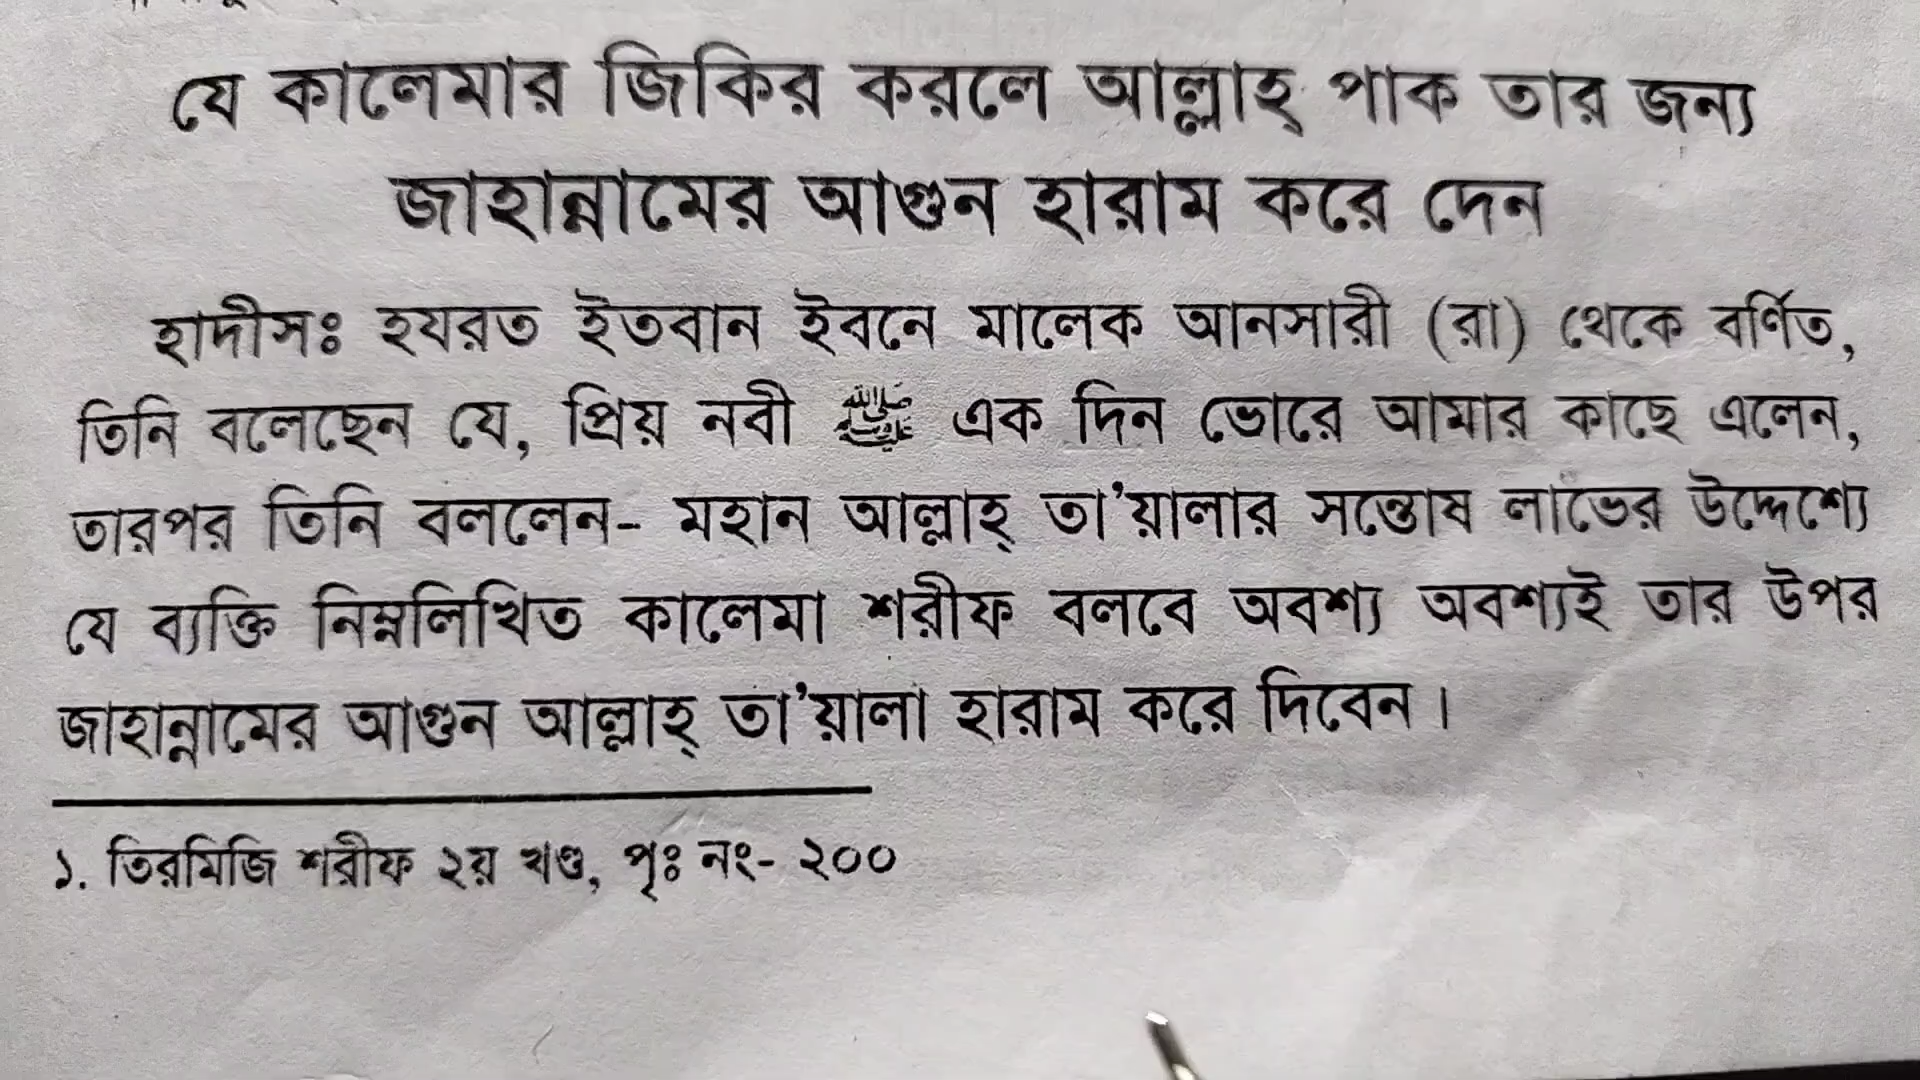 যে কালেমার জিকির করলে আল্লাহ্ পাক তার জন্য
জাহান্নামের আগুন হারাম করে দেন
হাদীসঃ হযরত ইতবান ইবনে মালেক আনসারী (রা) থেকে বর্ণিত,
তিনি বলেছেন যে, প্রিয় নবী ﷺ এক দিন ভোরে আমার কাছে এলেন,
তারপর তিনি বললেন- মহান আল্লাহ্ তা’য়ালার সন্তোষ লাভের উদ্দেশ্যে
যে ব্যক্তি নিম্নলিখিত কালেমা শরীফ বলবে অবশ্য অবশ্যই তার উপর
জাহান্নামের আগুন আল্লাহ্ তা’য়ালা হারাম করে দিবেন।
১. তিরমিজি শরীফ ২য় খণ্ড, পৃঃ নং- ২০০